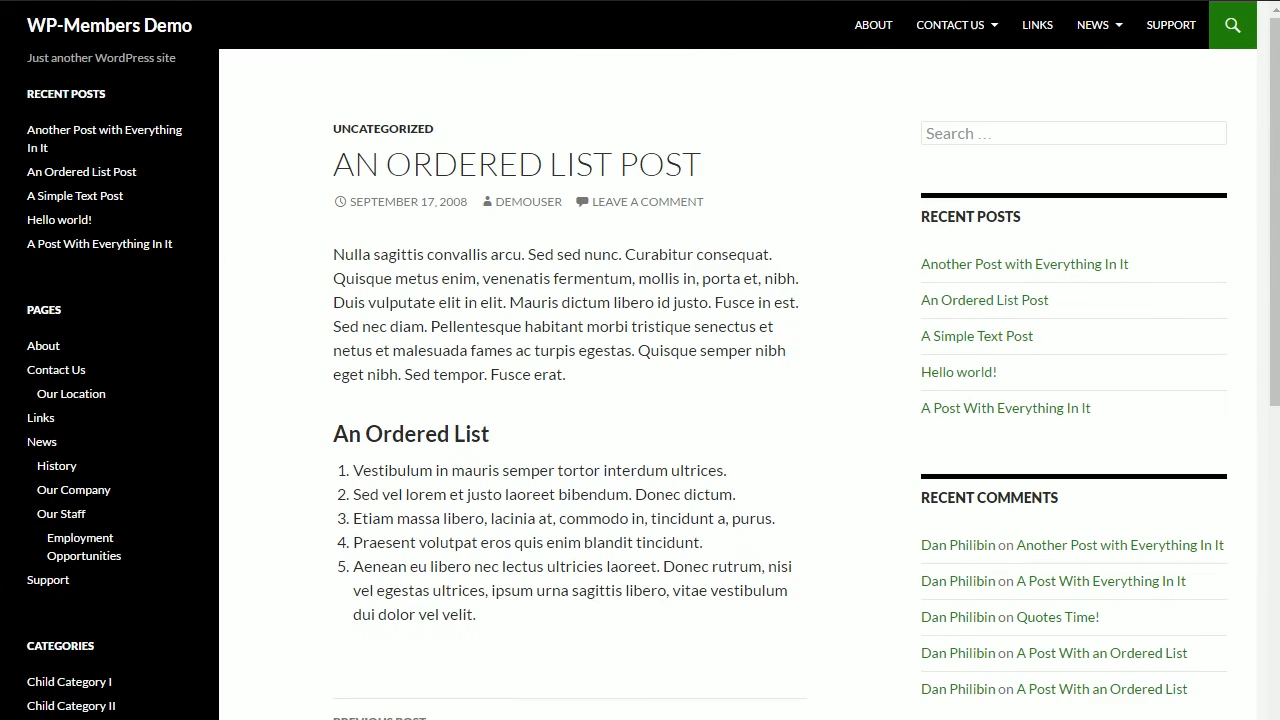 WP-Members Demo
ABOUT
CONTACT US
LINKS
NEWS
SUPPORT
Just another WordPress site
RECENT POSTS
Another Post with Everything
In It
An Ordered List Post
A Simple Text Post
Hello world!
A Post With Everything In It
PAGES
About
Contact Us
Our Location
Links
News
History
Our Company
Our Staff
Employment
Opportunities
Support
CATEGORIES
Child Category I
Child Category II
UNCATEGORIZED
AN ORDERED LIST POST
SEPTEMBER 17, 2008 DEMOUSER LEAVE A COMMENT
Nulla sagittis convallis arcu. Sed sed nunc. Curabitur consequat.
Quisque metus enim, venenatis fermentum, mollis in, porta et, nibh.
Duis vulputate elit in elit. Mauris dictum libero id justo. Fusce in est.
Sed nec diam. Pellentesque habitant morbi tristique senectus et
netus et malesuada fames ac turpis egestas. Quisque semper nibh
eget nibh. Sed tempor. Fusce erat.
An Ordered List
1. Vestibulum in mauris semper tortor interdum ultrices.
2. Sed vel lorem et justo laoreet bibendum. Donec dictum.
3. Etiam massa libero, lacinia at, commodo in, tincidunt a, purus.
4. Praesent volutpat eros quis enim blandit tincidunt.
5. Aenean eu libero nec lectus ultricies laoreet. Donec rutrum, nisi
vel egestas ultrices, ipsum urna sagittis libero, vitae vestibulum
dui dolor vel velit.
PREVIOUS POST
Search …
RECENT POSTS
Another Post with Everything In It
An Ordered List Post
A Simple Text Post
Hello world!
A Post With Everything In It
RECENT COMMENTS
Dan Philibin on Another Post with Everything In It
Dan Philibin on A Post With Everything In It
Dan Philibin on Quotes Time!
Dan Philibin on A Post With an Ordered List
Dan Philibin on A Post With an Ordered List